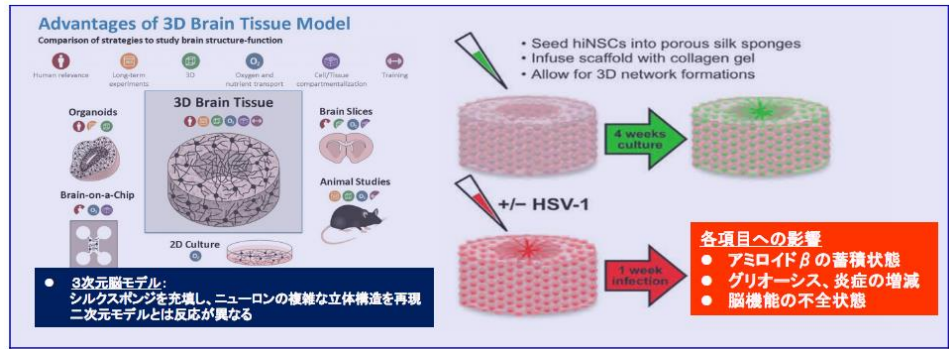 Advantages of 3D Brain Tissue Model
Comparison of strategies to study brain structure-function
Human relevance
Long-term experiments
3D
Oxygen and nutrient transport
Cell/Tissue compartmentalization
Training
Organoids
3D Brain Tissue
Brain Slices
Brain-on-a-Chip
Animal Studies
2D Culture
● 3次元脳モデル：
シルクスポンジを充填し、ニューロンの複雑な立体構造を再現
二次元モデルとは反応が異なる
• Seed hiNSCs into porous silk sponges
• Infuse scaffold with collagen gel
• Allow for 3D network formations
4 weeks
culture
+/− HSV-1
1 week
infection
各項目への影響
● アミロイドβの蓄積状態
● グリオーシス、炎症の増減
● 脳機能の不全状態